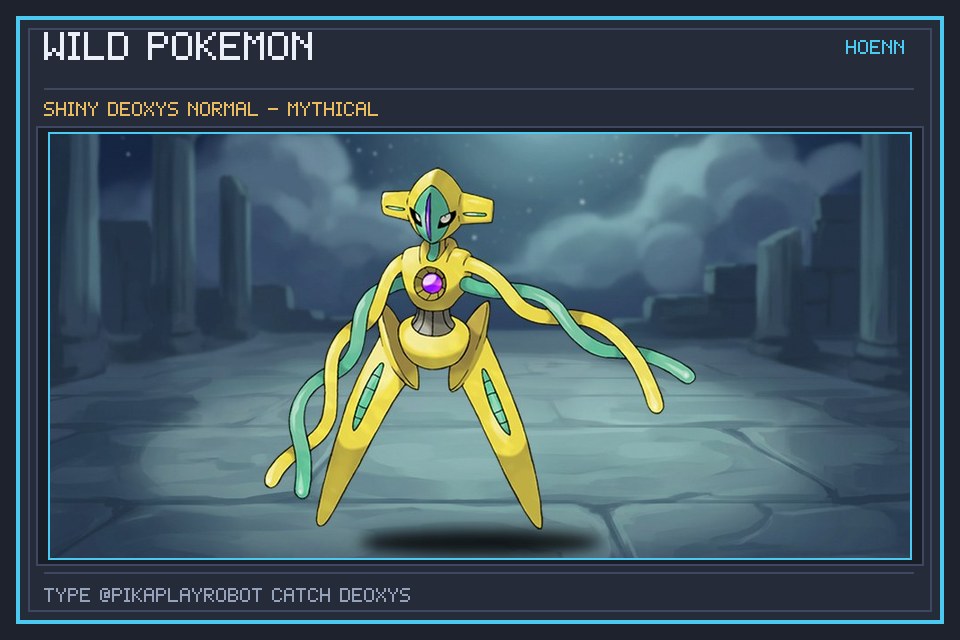 WILD POKEMON
HOENN
SHINY DEOXYS NORMAL - MYTHICAL
TYPE @PIKAPLAYROBOT CATCH DEOXYS